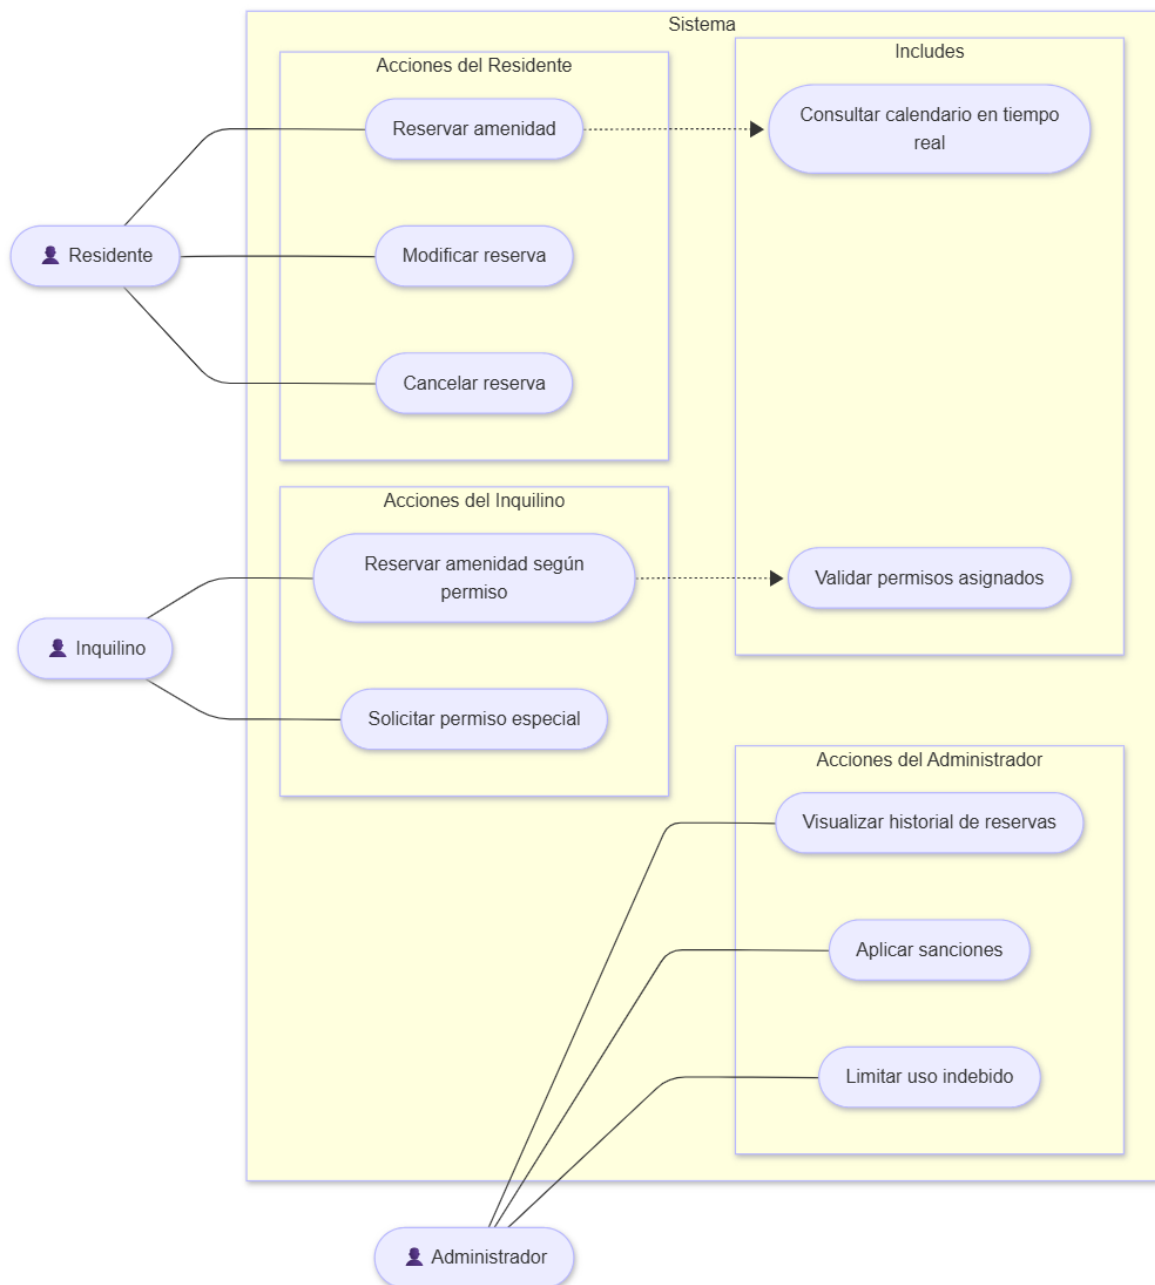 Sistema
Acciones del Residente
Includes
Reservar amenidad
Consultar calendario en tiempo
real
Residente
Modificar reserva
Cancelar reserva
Acciones del Inquilino
Reservar amenidad según
permiso
Validar permisos asignados
Inquilino
Solicitar permiso especial
Acciones del Administrador
Visualizar historial de reservas
Aplicar sanciones
Limitar uso indebido
Administrador